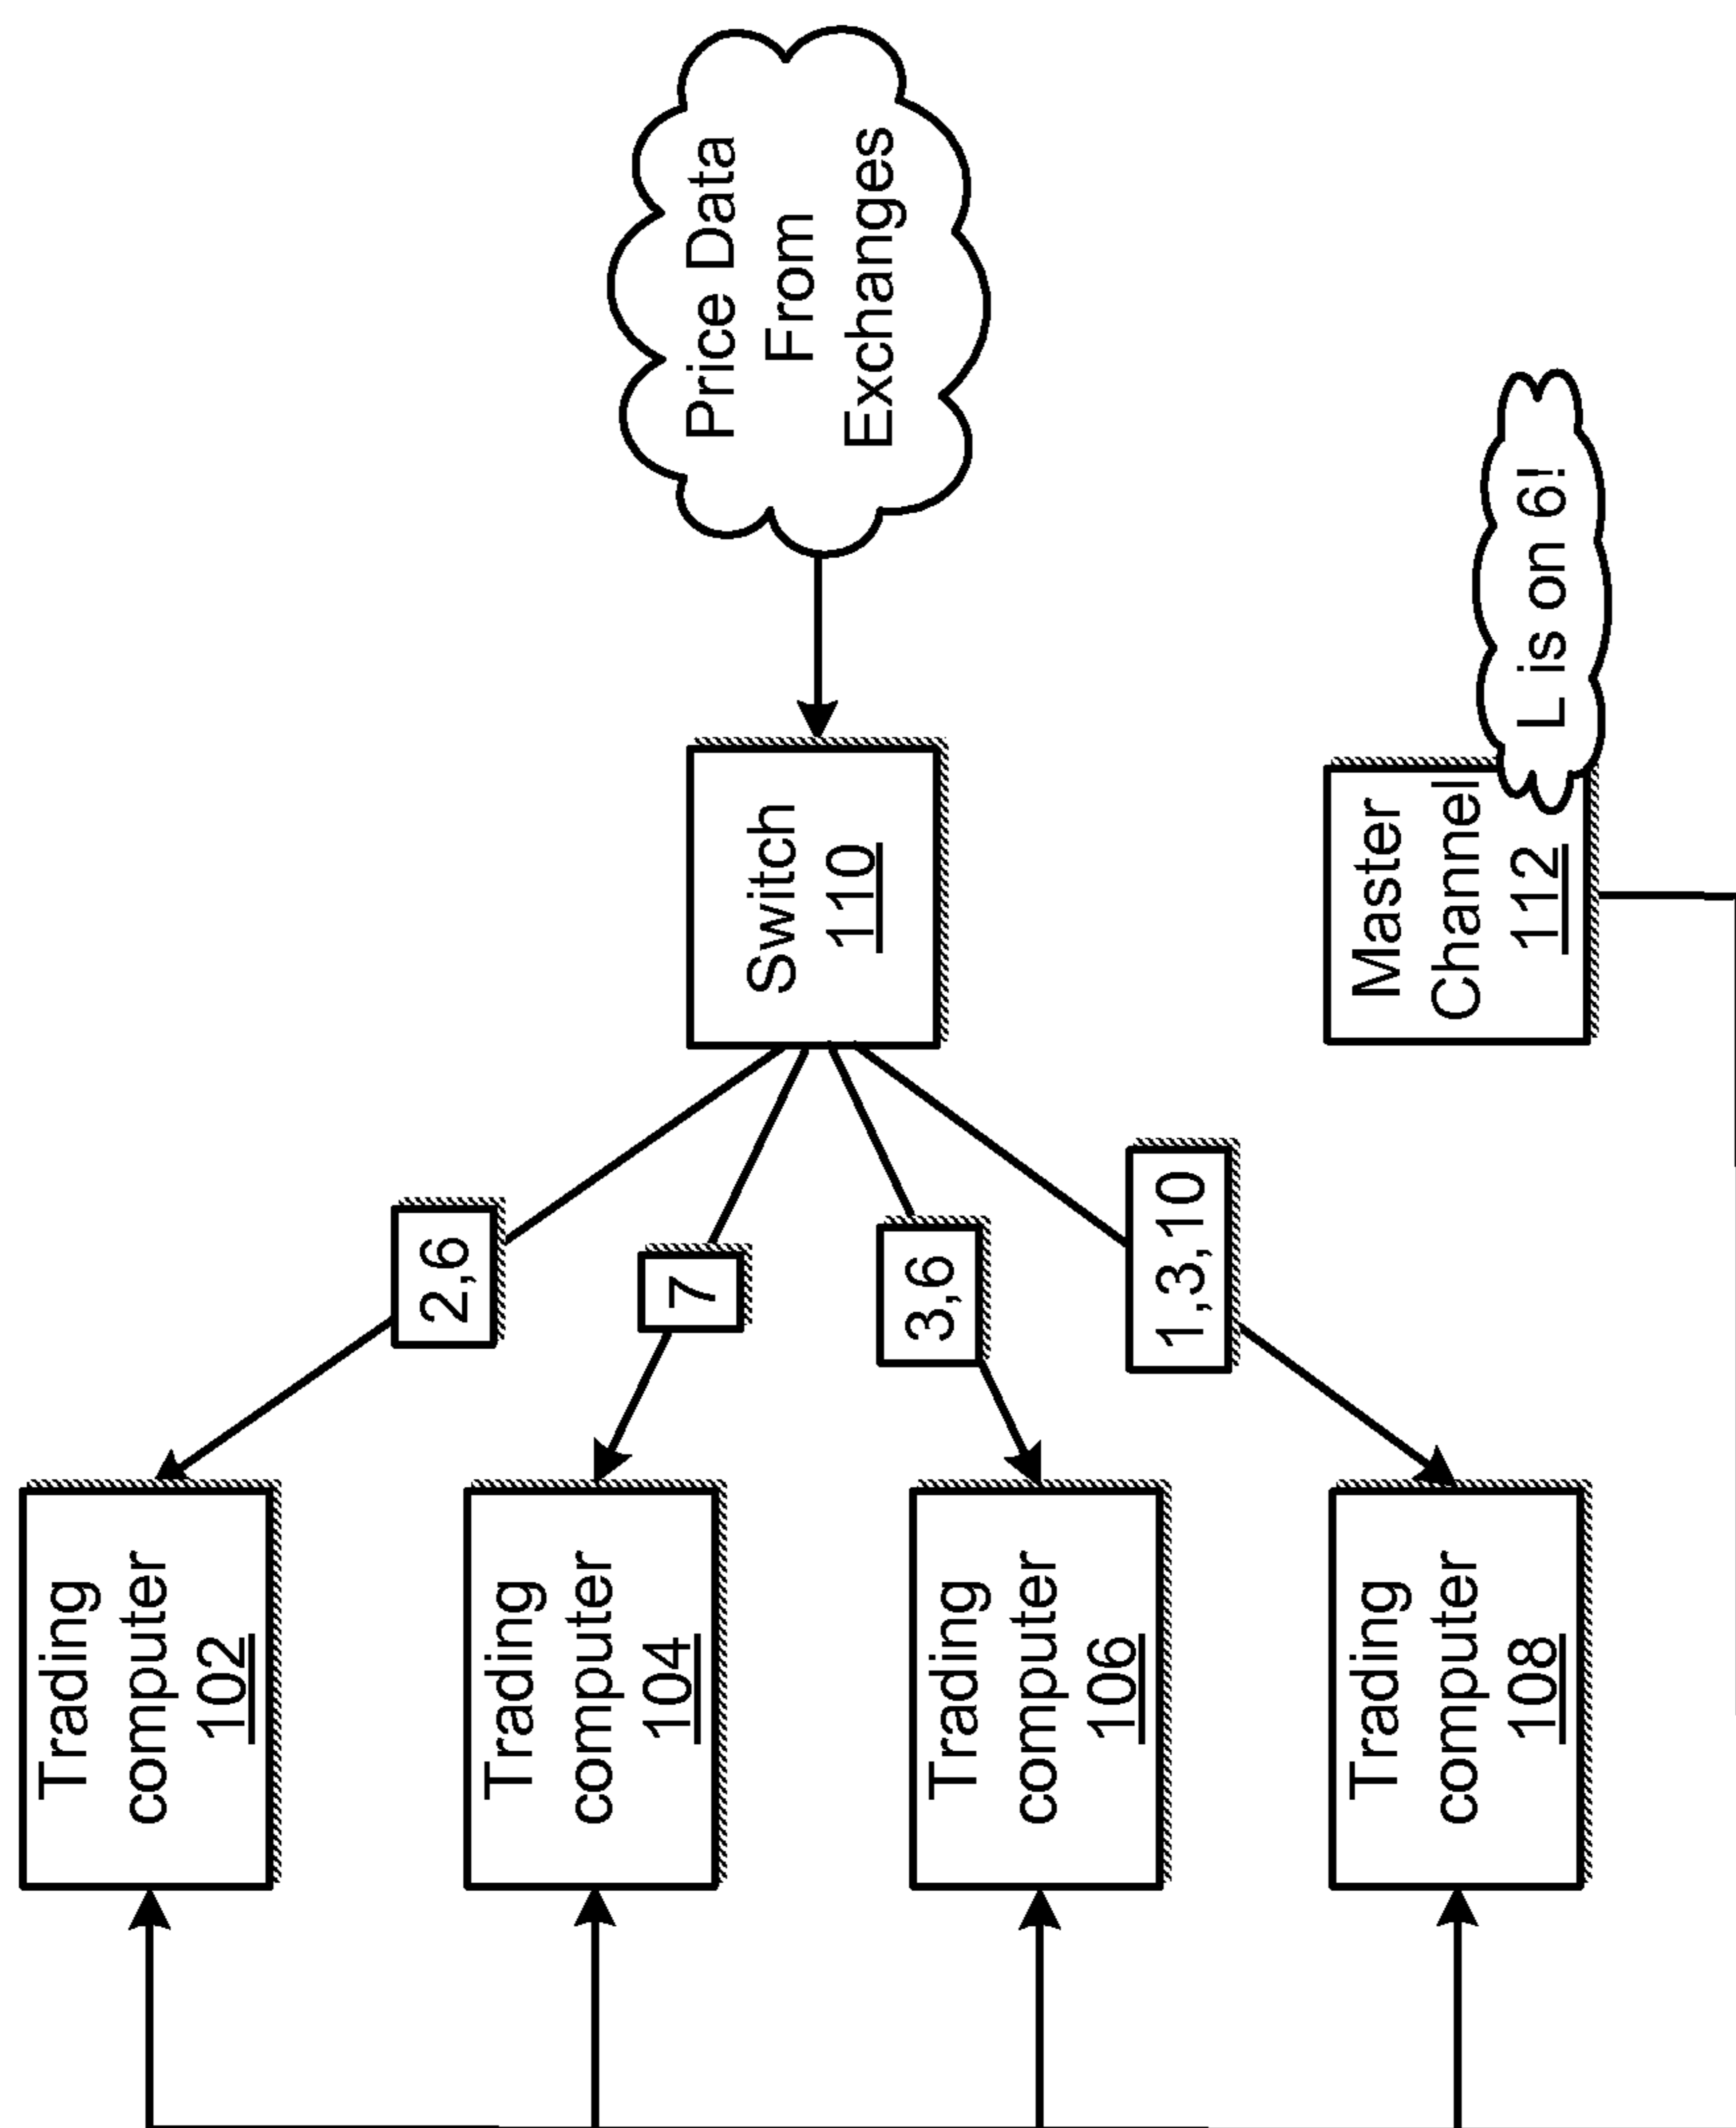 Price Data
From
Exchanges
Switch
110
L is on 6!
Master
Channel
112
2,6
7
3,6
1,3,10
Trading
computer
102
Trading
computer
104
Trading
computer
106
Trading
computer
108